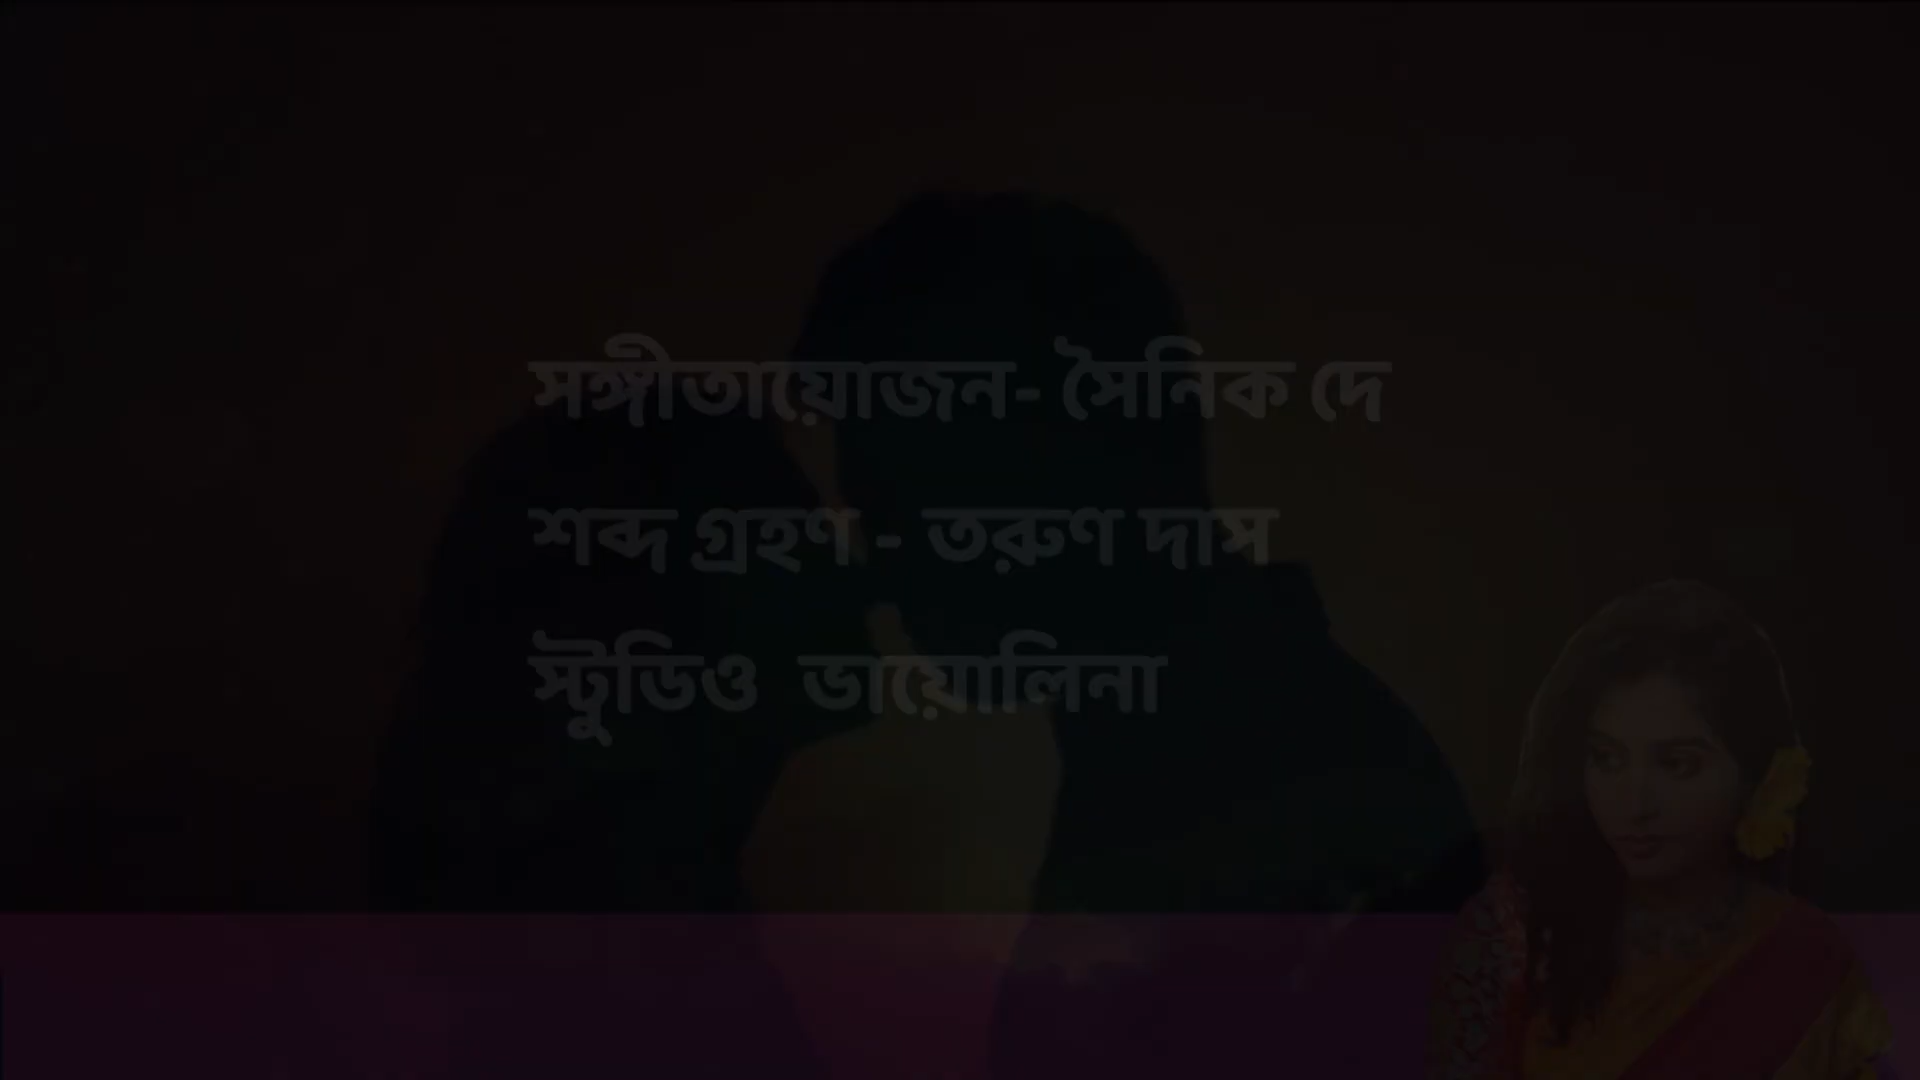 সঙ্গীতায়োজন- সৈনিক দে
শব্দ গ্রহণ - তরুণ দাস
স্টুডিও ভায়োলিনা